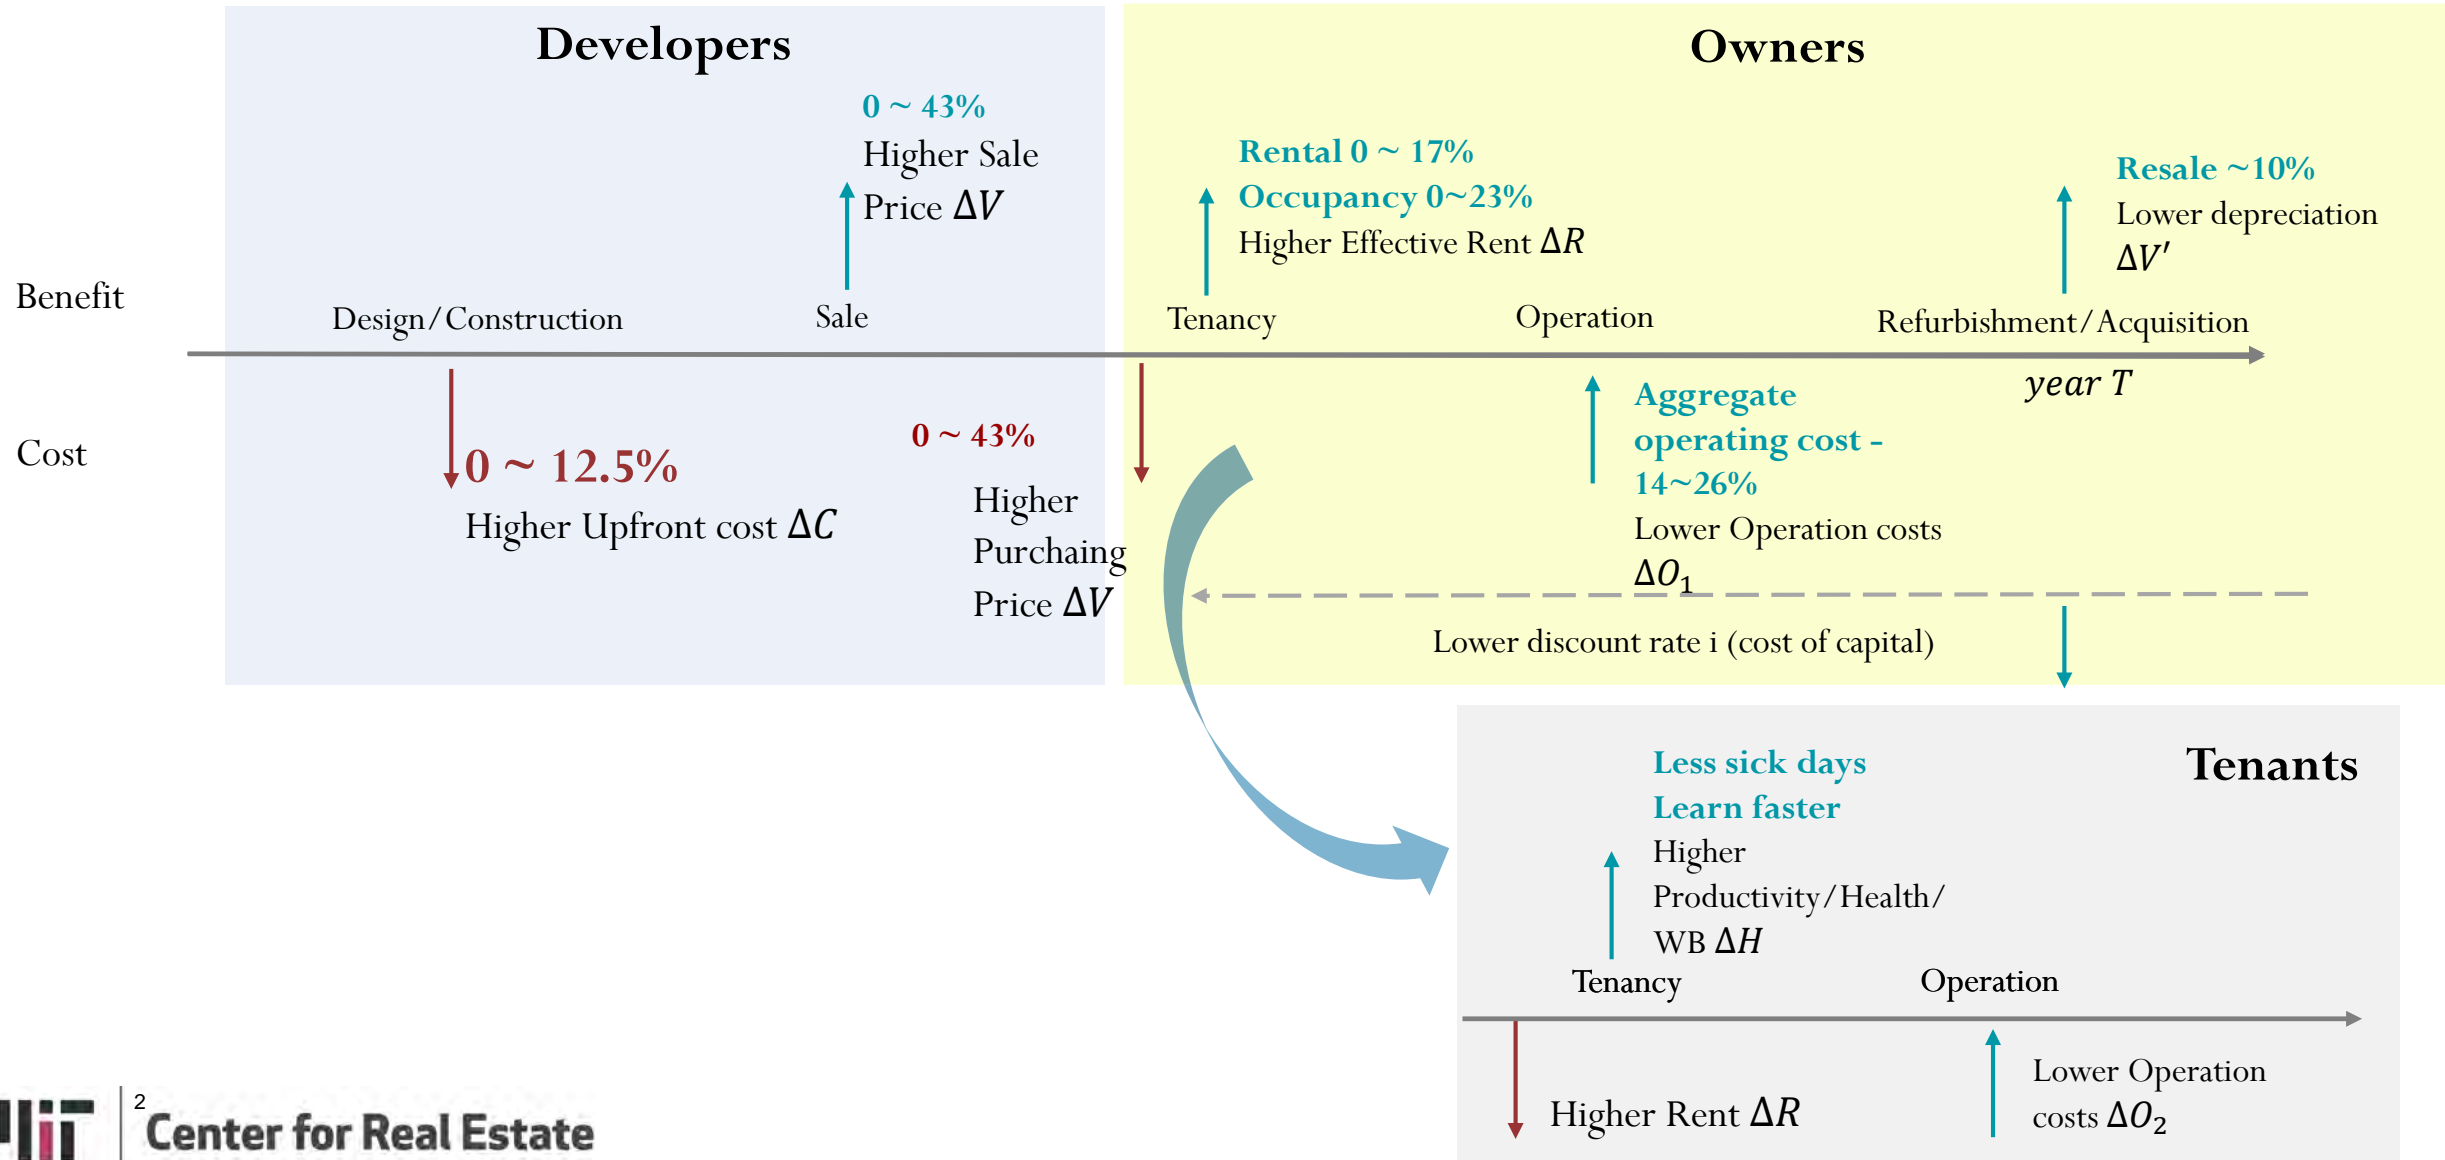 Developers
0 ~ 43%
Higher Sale
Price ΔV
Benefit
Design/Construction
Sale
Cost
0 ~ 12.5%
Higher Upfront cost ΔC
0 ~ 43%
Higher
Purchaing
Price ΔV
Owners
Rental 0 ~ 17%
Occupancy 0~23%
Higher Effective Rent ΔR
Resale ~10%
Lower depreciation
ΔV′
Tenancy
Operation
Refurbishment/Acquisition
year T
Aggregate
operating cost -
14~26%
Lower Operation costs
ΔO₁
Lower discount rate i (cost of capital)
Tenants
Less sick days
Learn faster
Higher
Productivity/Health/
WB ΔH
Tenancy
Operation
Higher Rent ΔR
Lower Operation
costs ΔO₂
2
Center for Real Estate